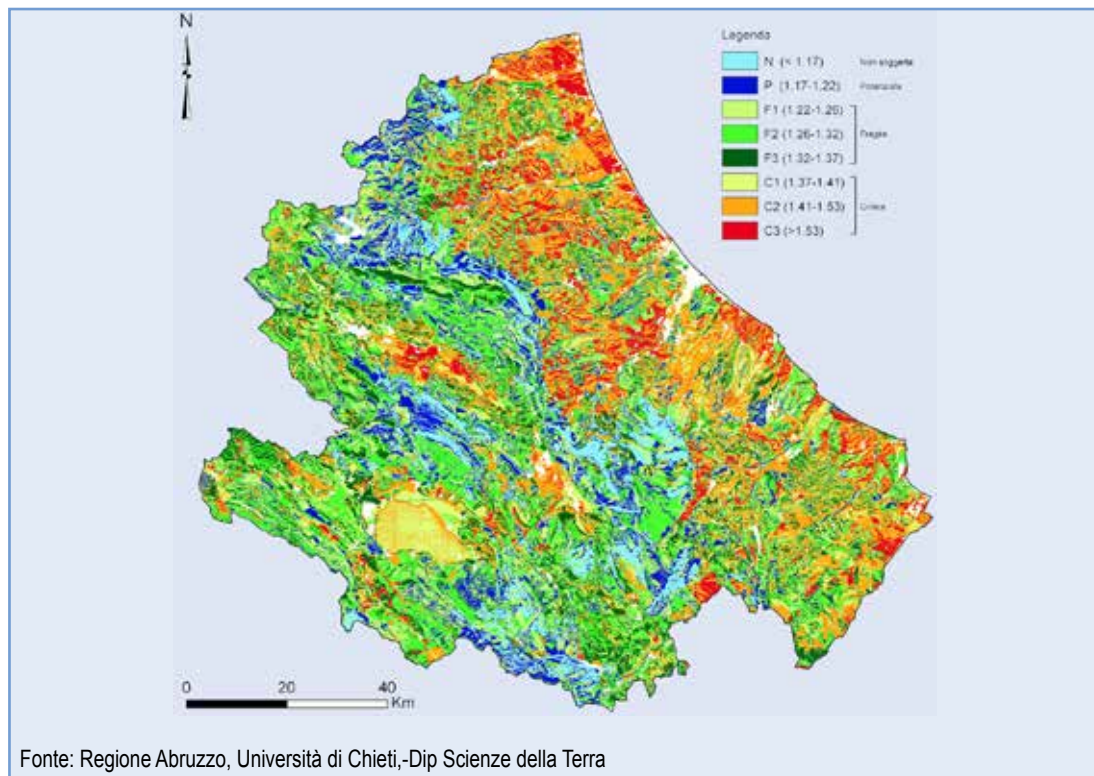 N
Legenda
N (< 1.17) Non soggette
P (1.17-1.22) Potenziale
F1 (1.22-1.26)
F2 (1.26-1.32) Fragile
F3 (1.32-1.37)
C1 (1.37-1.41)
C2 (1.41-1.53) Critica
C3 (>1.53)
0 20 40
Km
Fonte: Regione Abruzzo, Università di Chieti,-Dip Scienze della Terra